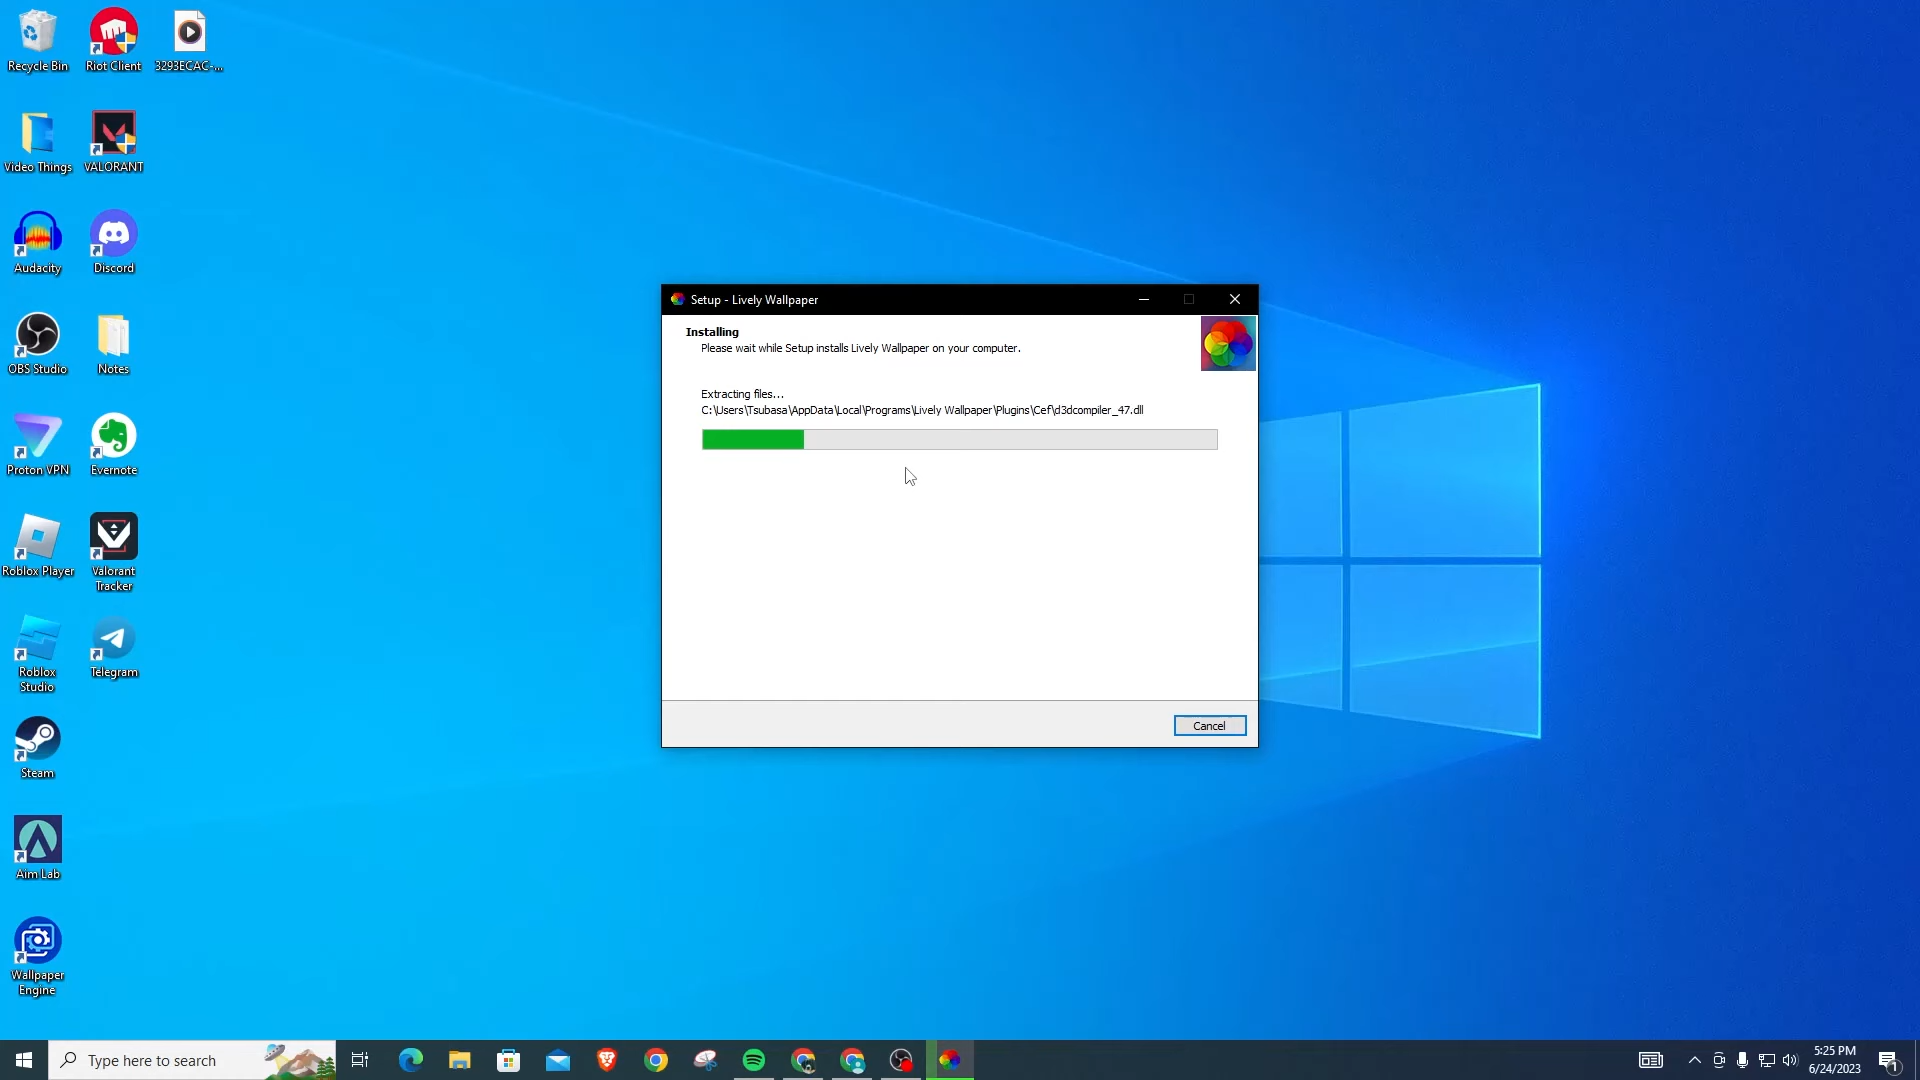 Recycle Bin
Riot Client
3293ECAC-...
Video Things
VALORANT
Audacity
Discord
OBS Studio
Notes
Proton VPN
Evernote
Roblox Player
Valorant
Tracker
Roblox
Studio
Telegram
Steam
Aim Lab
Wallpaper
Engine
Setup - Lively Wallpaper
Installing
Please wait while Setup installs Lively Wallpaper on your computer.
Extracting files...
C:\Users\Tsubasa\AppData\Local\Programs\Lively Wallpaper\Plugins\Cef\d3dcompiler_47.dll
Cancel
Type here to search
5:25 PM
6/24/2023
1